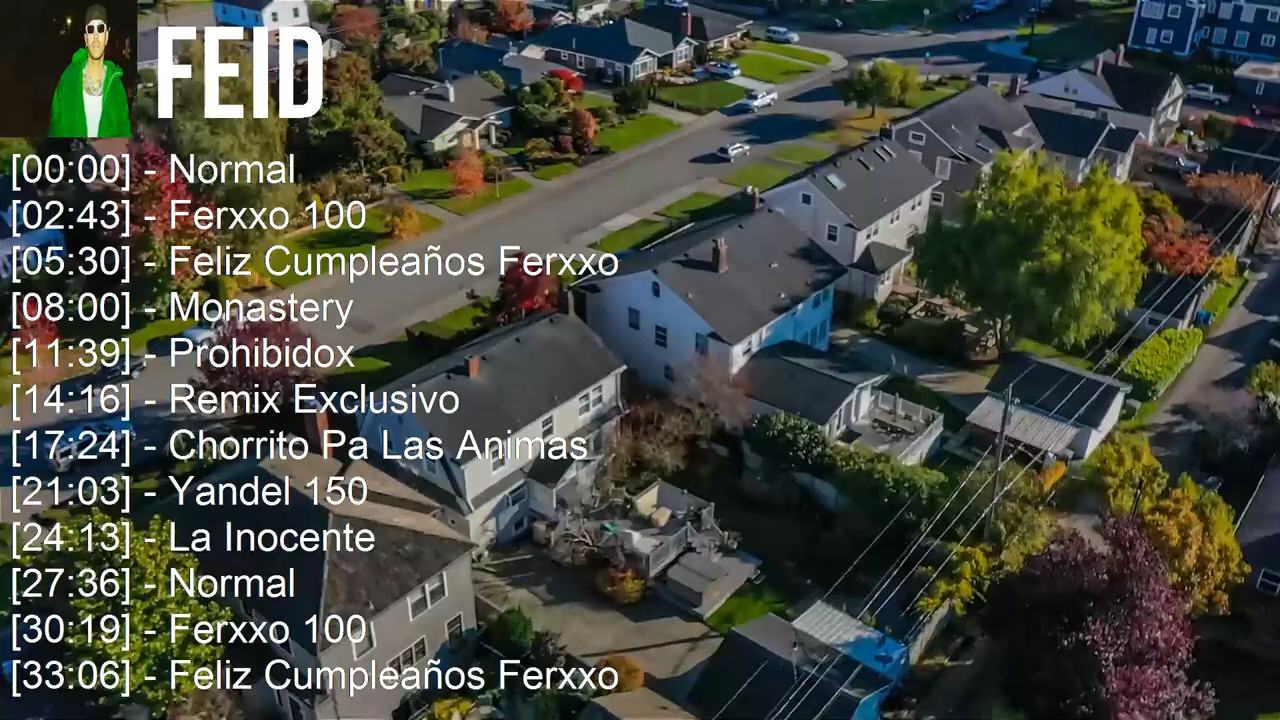 FEID
[00:00] - Normal
[02:43] - Ferxxo 100
[05:30] - Feliz Cumpleaños Ferxxo
[08:00] - Monastery
[11:39] - Prohibidox
[14:16] - Remix Exclusivo
[17:24] - Chorrito Pa Las Animas
[21:03] - Yandel 150
[24:13] - La Inocente
[27:36] - Normal
[30:19] - Ferxxo 100
[33:06] - Feliz Cumpleaños Ferxxo